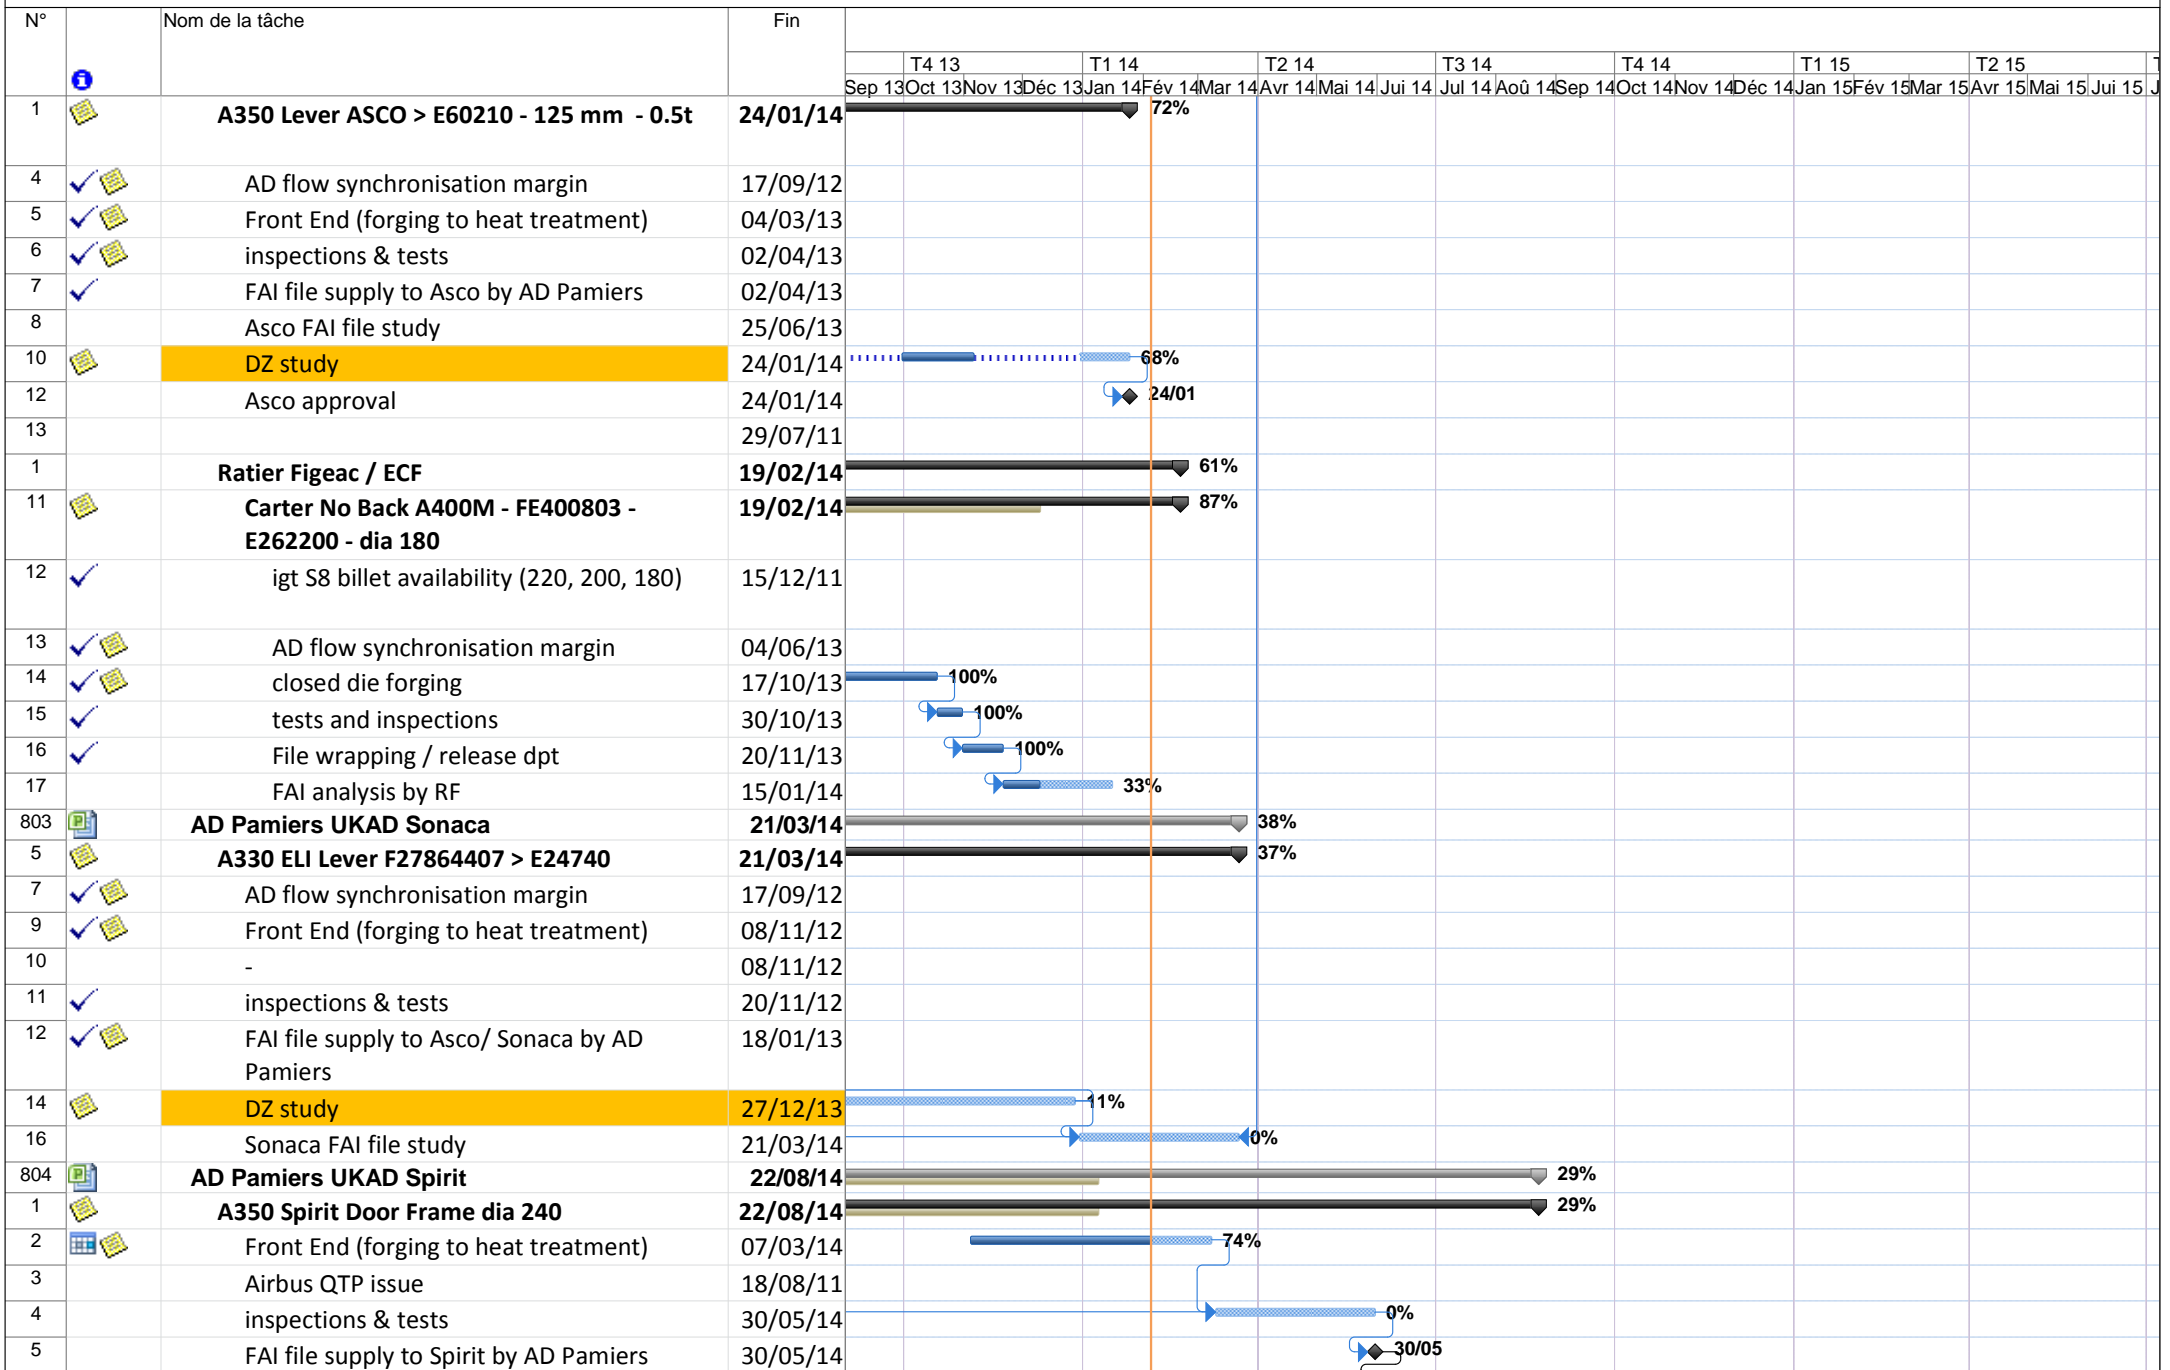 N° Nom de la tâche Fin
T4 13 T1 14 T2 14 T3 14 T4 14 T1 15 T2 15
Sep 13 Oct 13 Nov 13 Déc 13 Jan 14 Fév 14 Mar 14 Avr 14 Mai 14 Jui 14 Jul 14 Aoû 14 Sep 14 Oct 14 Nov 14 Déc 14 Jan 15 Fév 15 Mar 15 Avr 15 Mai 15 Jui 15 J
1 A350 Lever ASCO > E60210 - 125 mm - 0.5t 24/01/14 72%
4 AD flow synchronisation margin 17/09/12
5 Front End (forging to heat treatment) 04/03/13
6 inspections & tests 02/04/13
7 FAI file supply to Asco by AD Pamiers 02/04/13
8 Asco FAI file study 25/06/13
10 DZ study 24/01/14 68%
12 Asco approval 24/01/14 24/01
13 29/07/11
1 Ratier Figeac / ECF 19/02/14 61%
11 Carter No Back A400M - FE400803 - 19/02/14 87%
E262200 - dia 180
12 igt S8 billet availability (220, 200, 180) 15/12/11
13 AD flow synchronisation margin 04/06/13
14 closed die forging 17/10/13 100%
15 tests and inspections 30/10/13 100%
16 File wrapping / release dpt 20/11/13 100%
17 FAI analysis by RF 15/01/14 33%
803 AD Pamiers UKAD Sonaca 21/03/14 38%
5 A330 ELI Lever F27864407 > E24740 21/03/14 37%
7 AD flow synchronisation margin 17/09/12
9 Front End (forging to heat treatment) 08/11/12
10 - 08/11/12
11 inspections & tests 20/11/12
12 FAI file supply to Asco/ Sonaca by AD 18/01/13
Pamiers
14 DZ study 27/12/13 11%
16 Sonaca FAI file study 21/03/14 0%
804 AD Pamiers UKAD Spirit 22/08/14 29%
1 A350 Spirit Door Frame dia 240 22/08/14 29%
2 Front End (forging to heat treatment) 07/03/14 74%
3 Airbus QTP issue 18/08/11
4 inspections & tests 30/05/14 0%
5 FAI file supply to Spirit by AD Pamiers 30/05/14 30/05